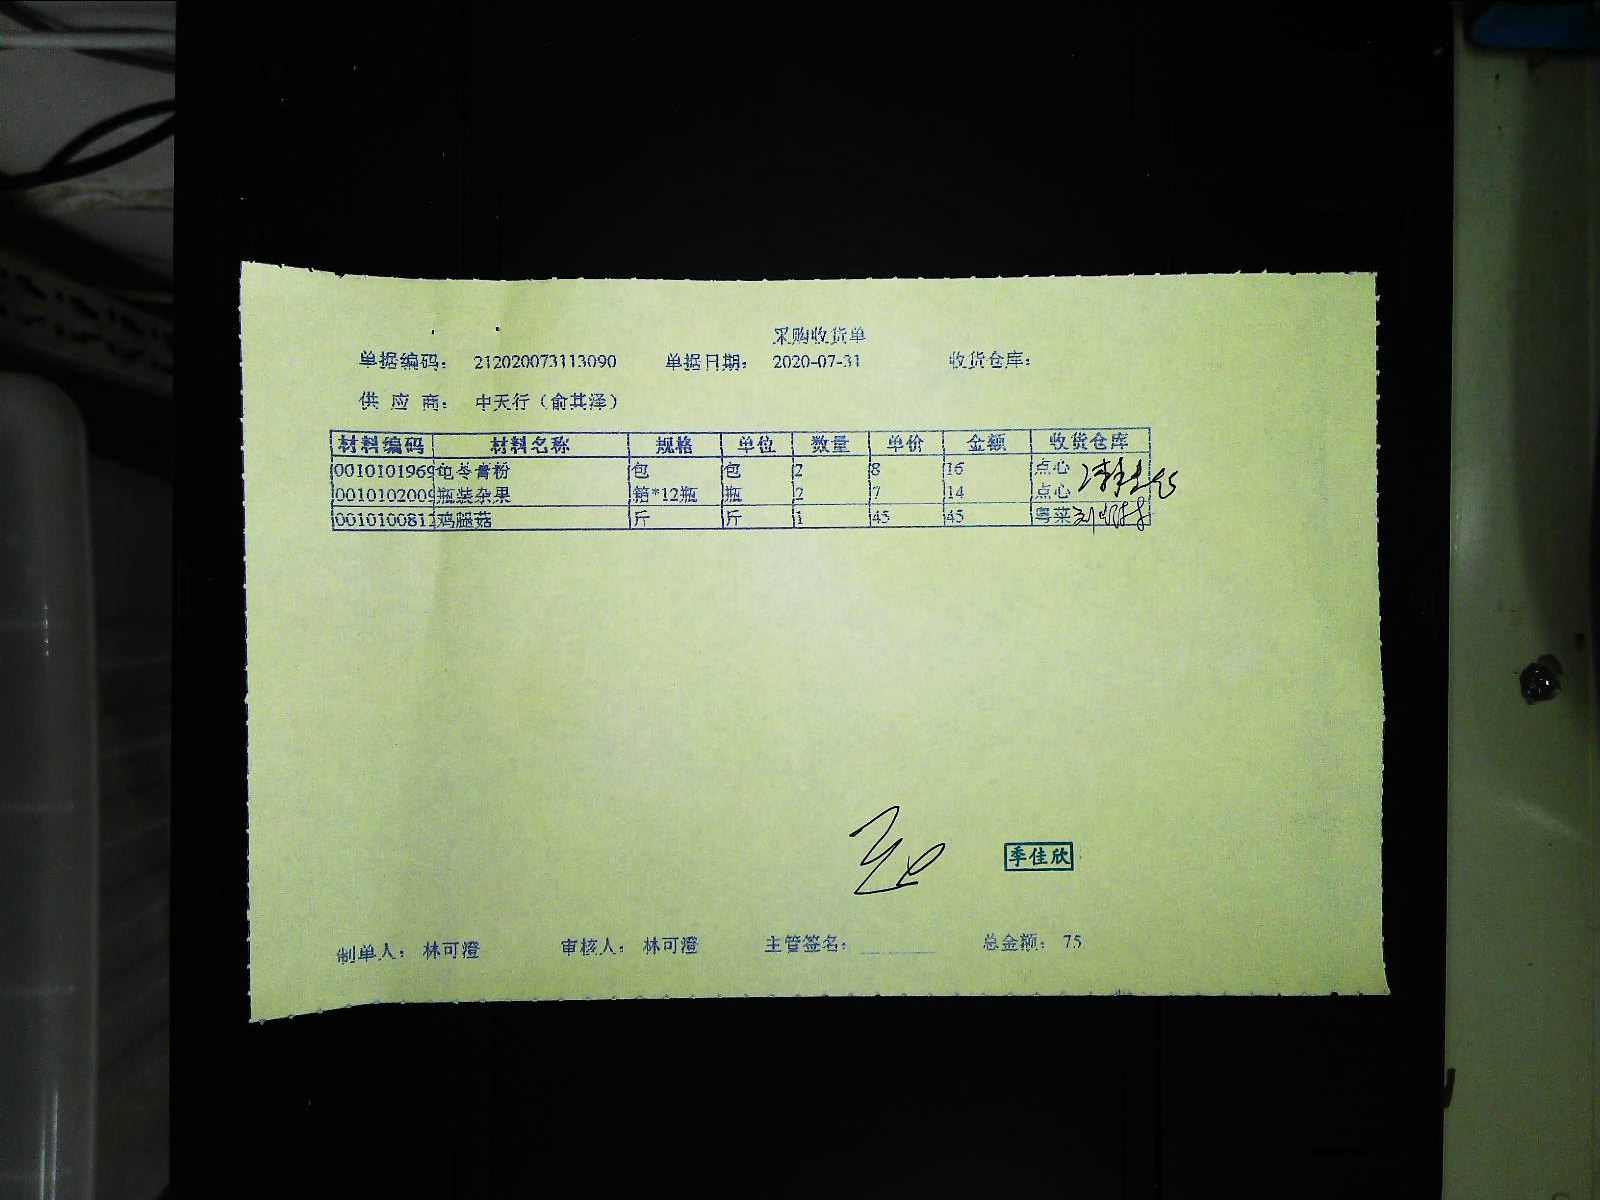 采购收货单
单据编码： 212020073113090 单据日期： 2020-07-31 收货仓库：
供 应 商： 中天行（俞其泽）
材料编码 材料名称 规格 单位 数量 单价 金额 收货仓库
0010101969 龟苓膏粉 包 包 2 8 16 点心
0010102009 瓶装杂果 箱*12瓶 瓶 2 7 14 点心
0010100812 鸡腿菇 斤 斤 1 45 45 粤菜
季佳欣
制单人： 林可澄 审核人： 林可澄 主管签名： 总金额： 75